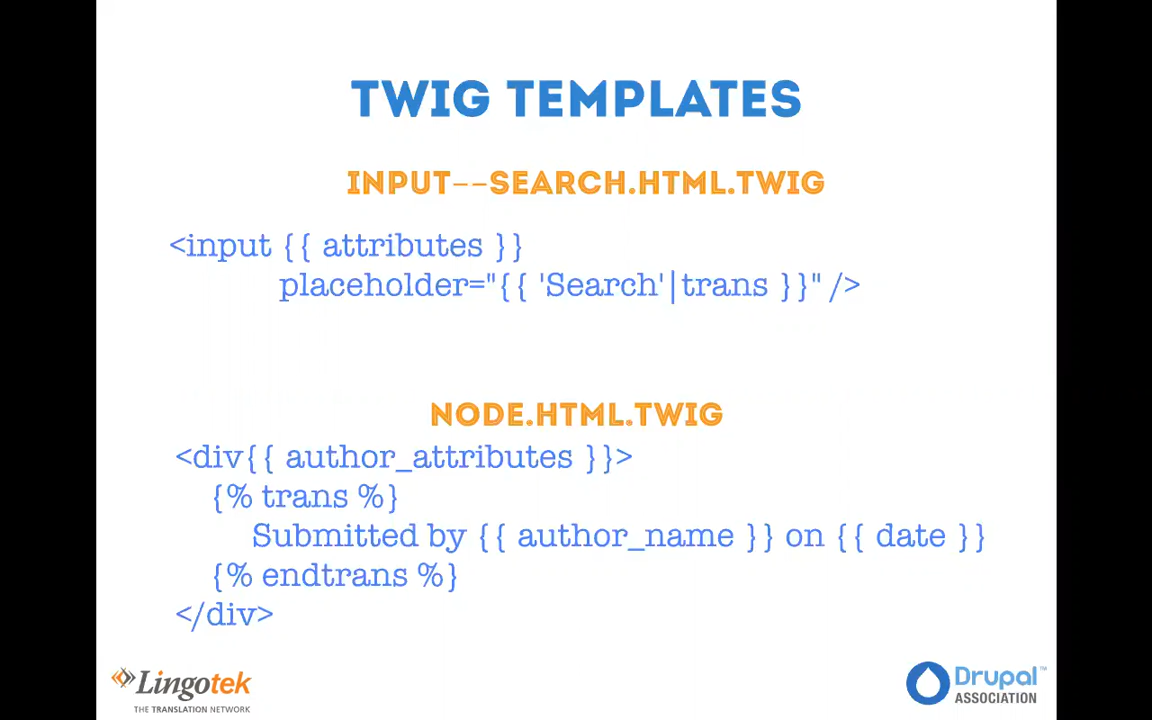 TWIG TEMPLATES
INPUT--SEARCH.HTML.TWIG
<input {{ attributes }}
placeholder="{{ 'Search'|trans }}" />
NODE.HTML.TWIG
<div{{ author_attributes }}>
{% trans %}
Submitted by {{ author_name }} on {{ date }}
{% endtrans %}
</div>
Lingotek
THE TRANSLATION NETWORK
Drupal™
ASSOCIATION